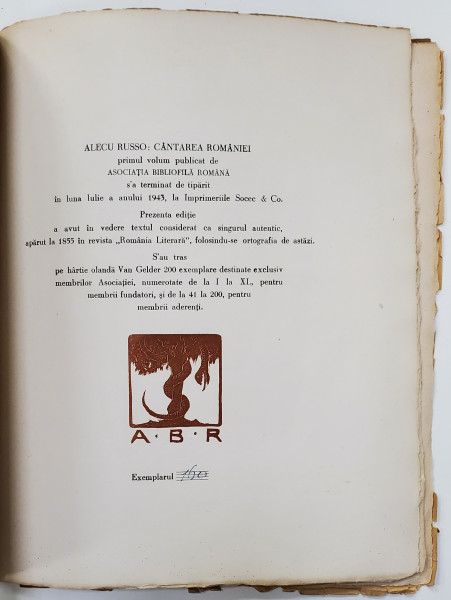 ALECU RUSSO: CÂNTAREA ROMÂNIEI
primul volum publicat de
ASOCIAȚIA BIBLIOFILĂ ROMÂNĂ
s'a terminat de tipărit
în luna Iulie a anului 1943, la Imprimeriile Socec & Co.
Prezenta ediție
a avut în vedere textul considerat ca singurul autentic,
apărut la 1855 în revista „România Literară", folosindu-se ortografia de astăzi.
S'au tras
pe hârtie olandă Van Gelder 200 exemplare destinate exclusiv
membrilor Asociației, numerotate de la I la XL, pentru
membrii fundatori, și de la 41 la 200, pentru
membrii aderenți.
A·B·R
Exemplarul